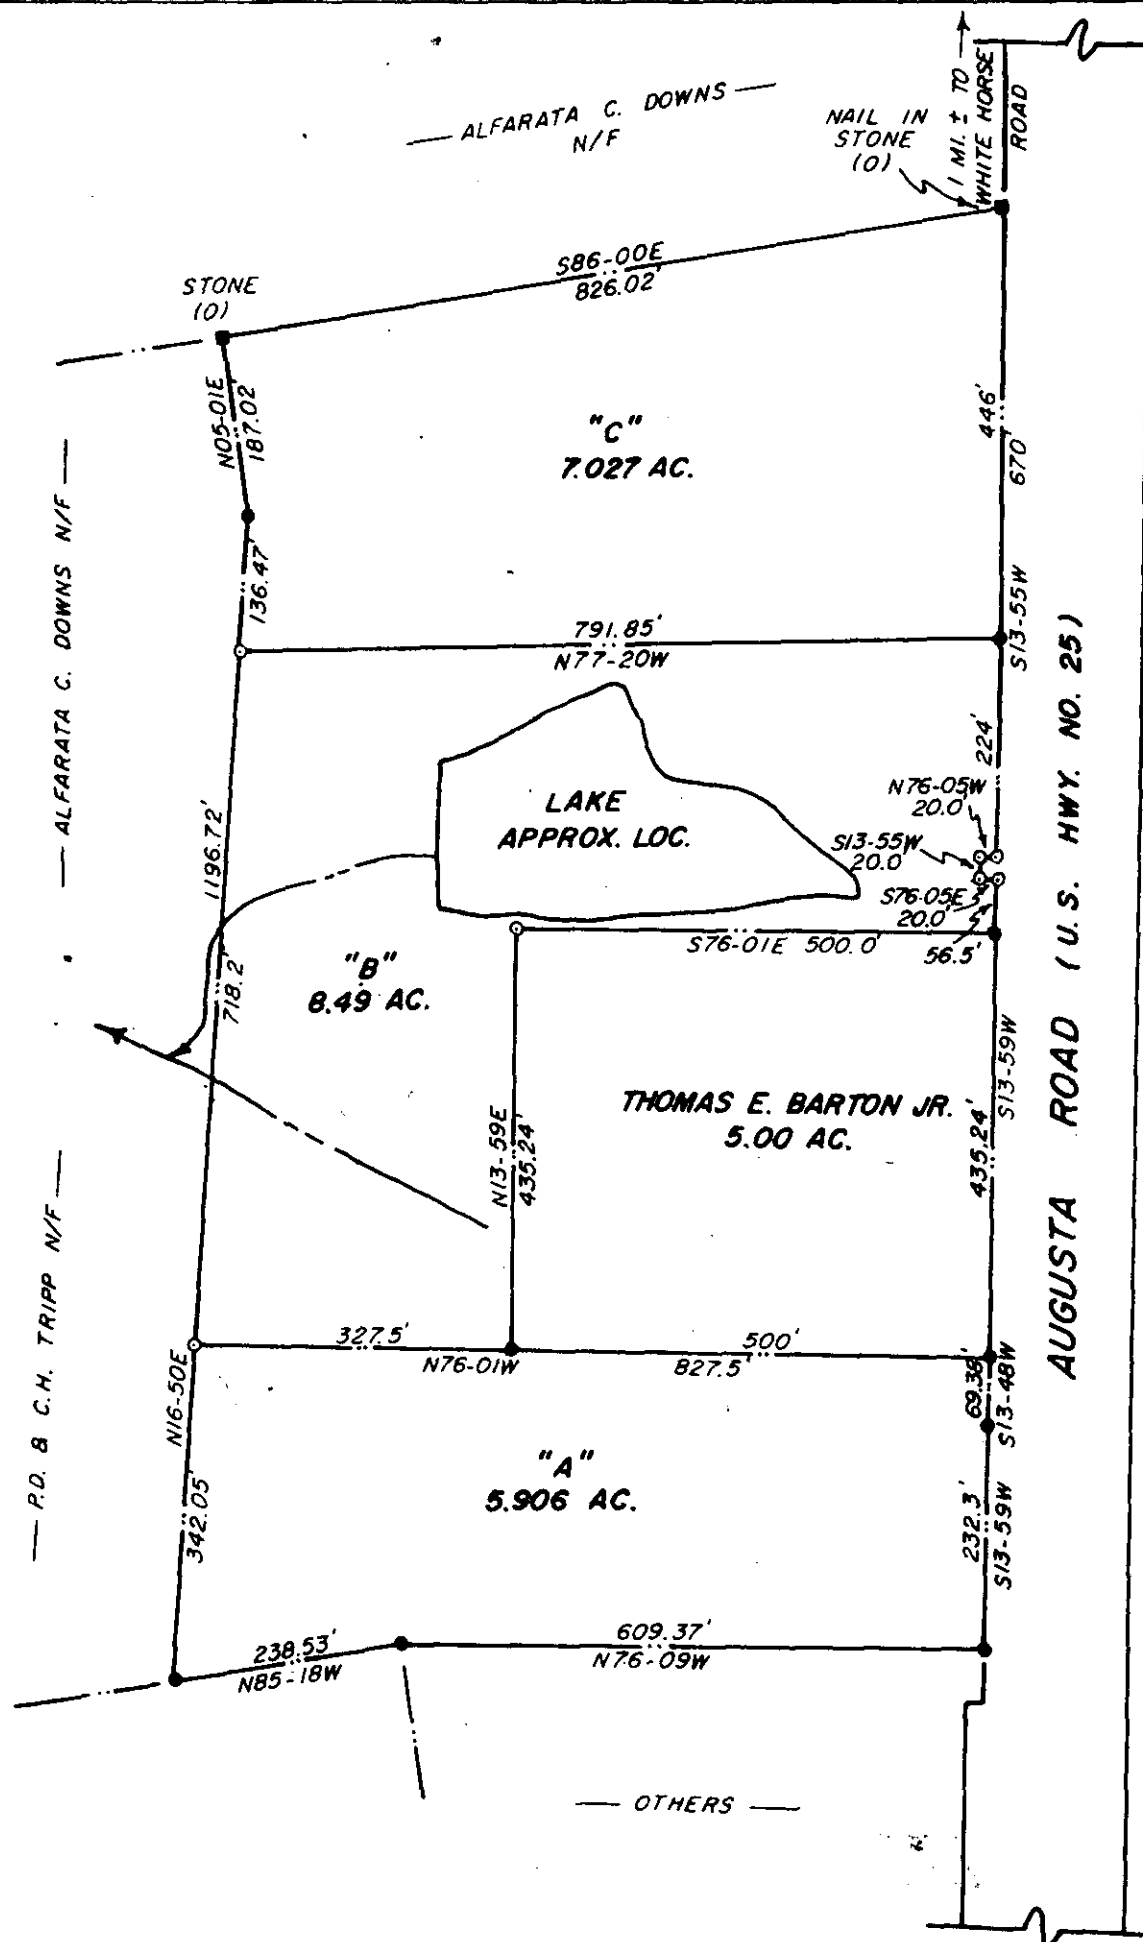 ALFARATA C. DOWNS
N/F
NAIL IN
STONE
(O)
1 MI. ± TO
WHITE HORSE
ROAD
STONE
(O)
S86-00E
826.02'
N05-01E
187.02'
"C"
7.027 AC.
446'
670'
136.47'
S13-55W
791.85'
N77-20W
ALFARATA C. DOWNS N/F
224'
N76-05W
20.0'
LAKE
APPROX. LOC.
S13-55W
20.0'
S76-05E
20.0'
56.5'
1196.72'
718.2'
S76-01E 500.0'
"B"
8.49 AC.
THOMAS E. BARTON JR.
5.00 AC.
N13-59E
435.24'
S13-59W
435.24'
AUGUSTA ROAD (U.S. HWY. NO. 25)
P.D. & C.H. TRIPP N/F
327.5'
500'
N76-01W
827.5'
N16-50E
342.05'
69.38'
S13-48W
"A"
5.906 AC.
232.3'
S13-59W
238.53'
N85-18W
609.37'
N76-09W
OTHERS